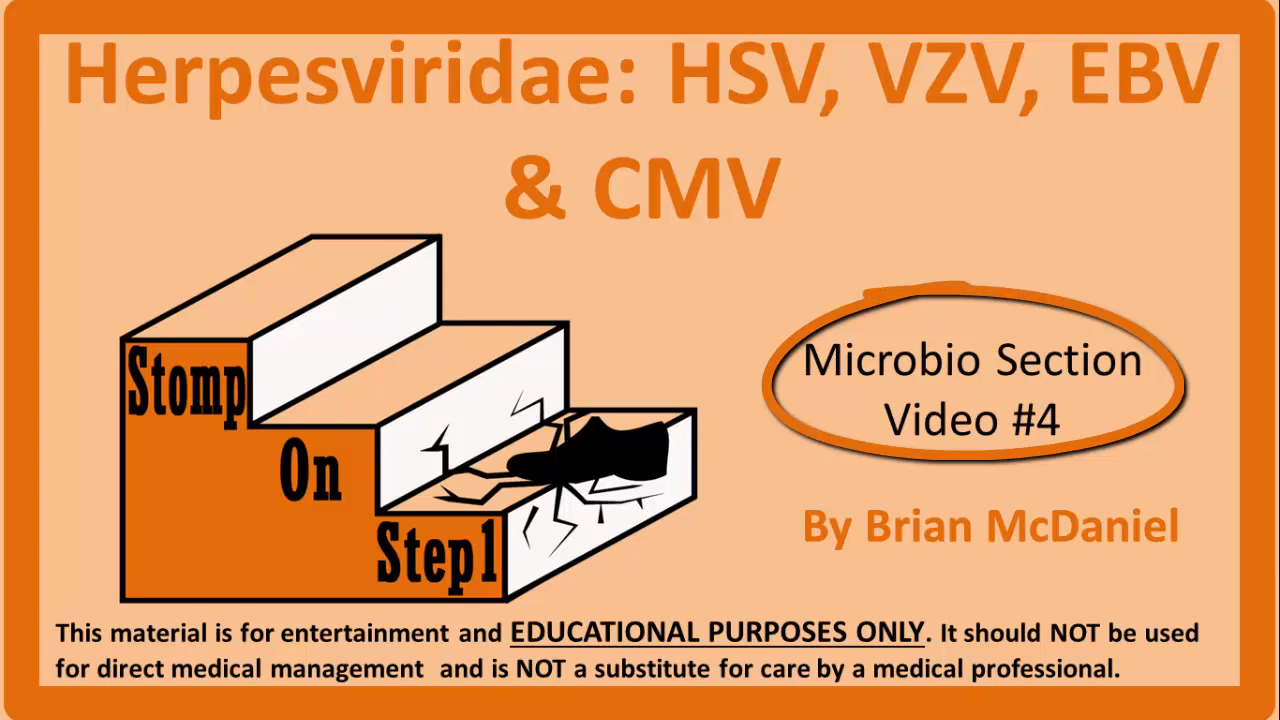 Herpesviridae: HSV, VZV, EBV
& CMV
Stomp
On
Step1
Microbio Section
Video #4
By Brian McDaniel
This material is for entertainment and EDUCATIONAL PURPOSES ONLY. It should NOT be used
for direct medical management and is NOT a substitute for care by a medical professional.